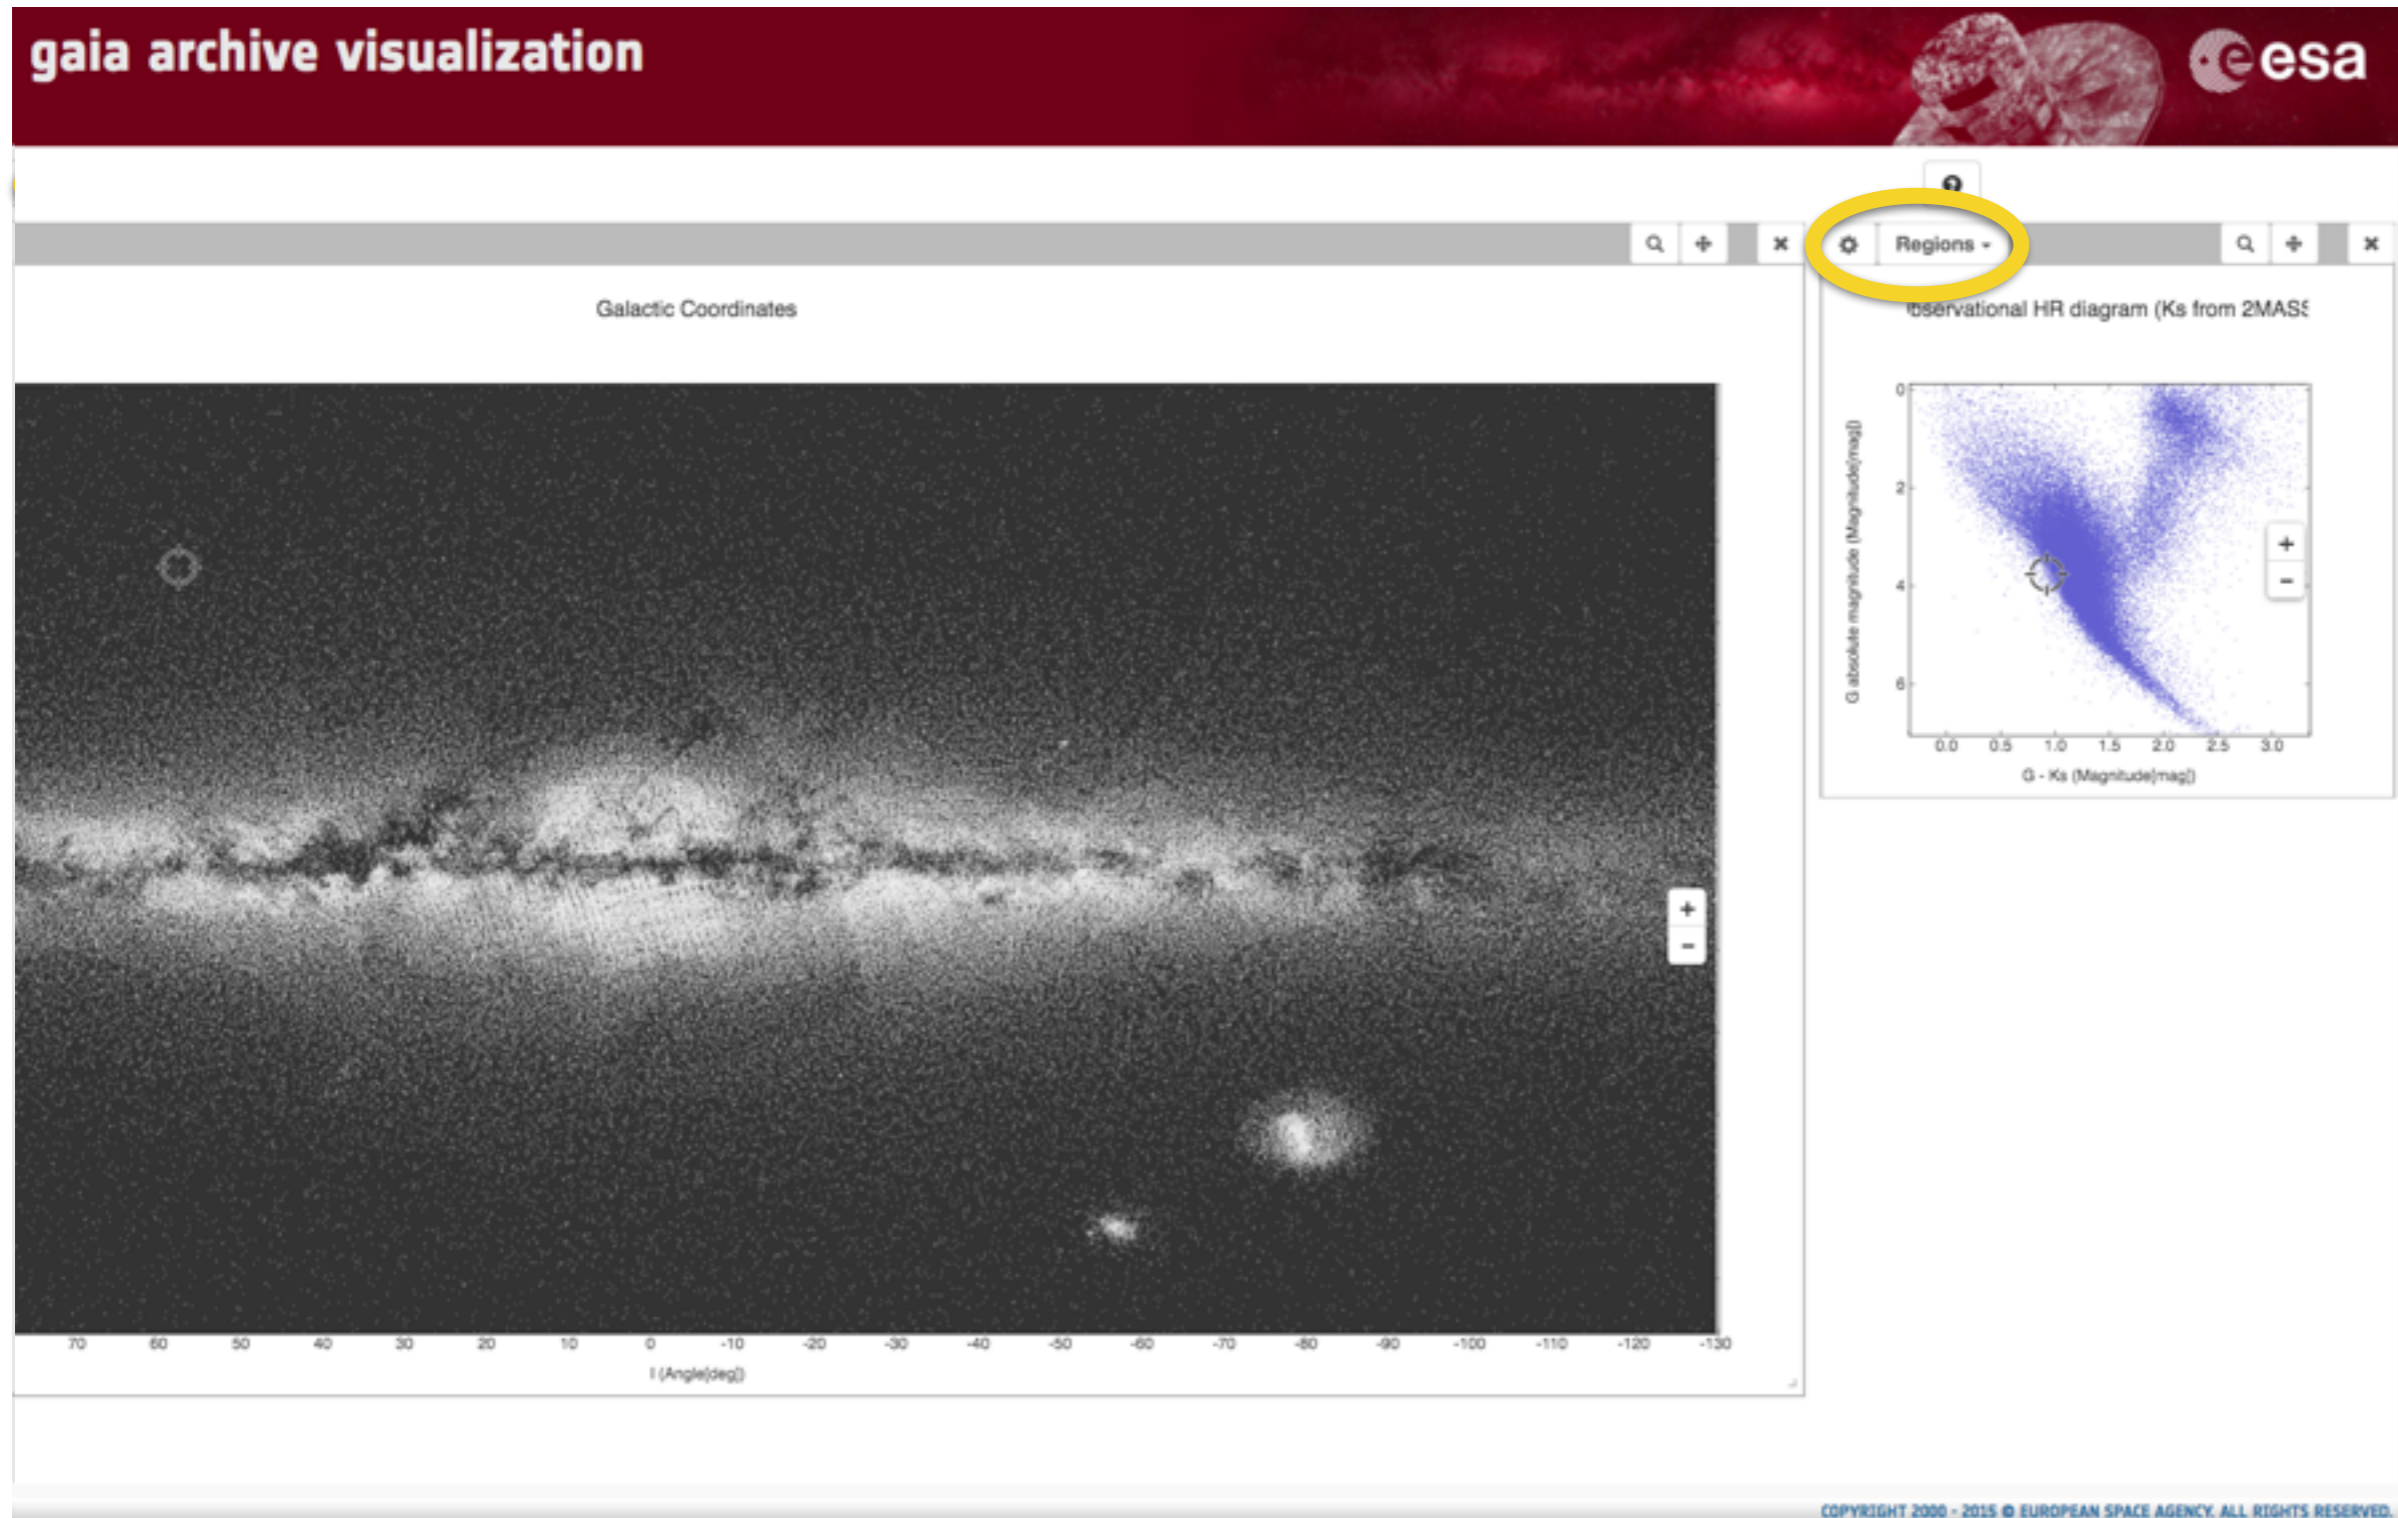 gaia archive visualization
esa
Regions
Galactic Coordinates
bservational HR diagram (Ks from 2MASS
G absolute magnitude (Magnitude[mag])
0
2
4
6
0.0 0.5 1.0 1.5 2.0 2.5 3.0
G - Ks (Magnitude[mag])
+
-
+
-
70 60 50 40 30 20 10 0 -10 -20 -30 -40 -50 -60 -70 -80 -90 -100 -110 -120 -130
l (Angle[deg])
COPYRIGHT 2000 - 2015 © EUROPEAN SPACE AGENCY. ALL RIGHTS RESERVED.